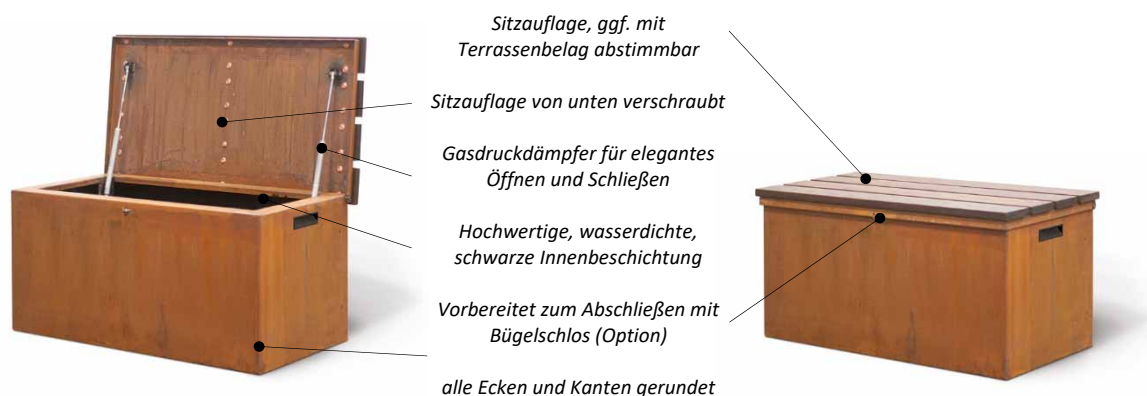 Sitzauflage, ggf. mit
Terrassenbelag abstimmbar
Sitzauflage von unten verschraubt
Gasdruckdämpfer für elegantes
Öffnen und Schließen
Hochwertige, wasserdichte,
schwarze Innenbeschichtung
Vorbereitet zum Abschließen mit
Bügelschlos (Option)
alle Ecken und Kanten gerundet